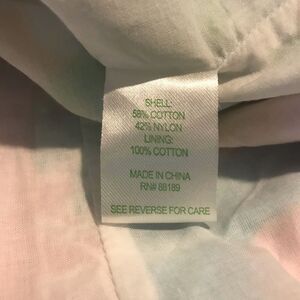 SHELL:
58% COTTON
42% NYLON
LINING:
100% COTTON
MADE IN CHINA
RN# 88189
SEE REVERSE FOR CARE